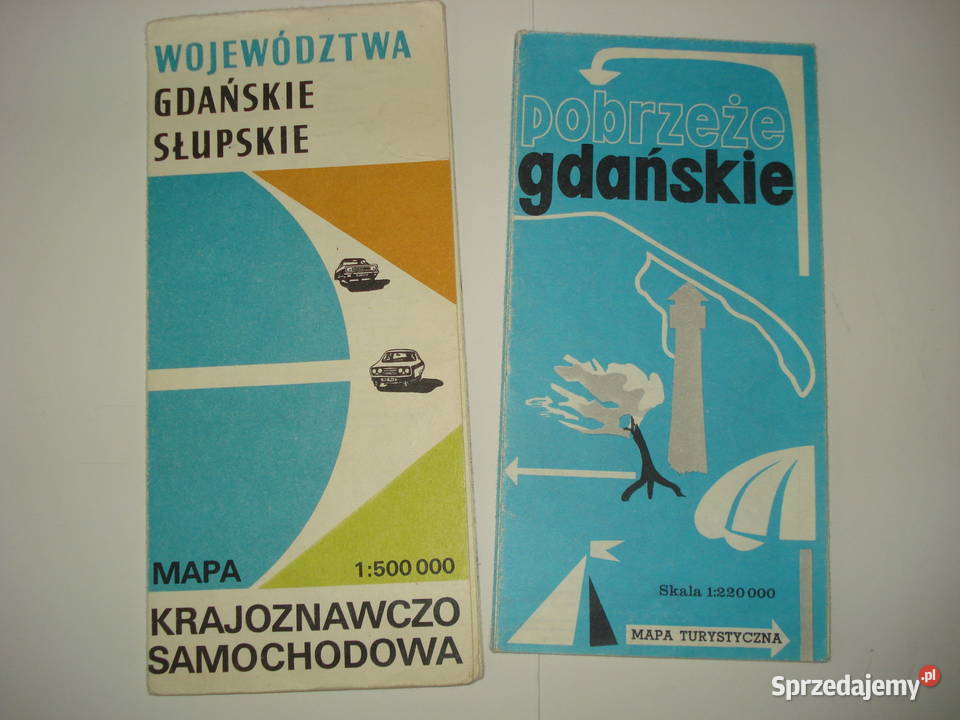 WOJEWÓDZTWA
GDAŃSKIE
SŁUPSKIE
MAPA 1:500 000
KRAJOZNAWCZO
SAMOCHODOWA
pobrzeże
gdańskie
Skala 1:220 000
MAPA TURYSTYCZNA
Sprzedajemy.pl